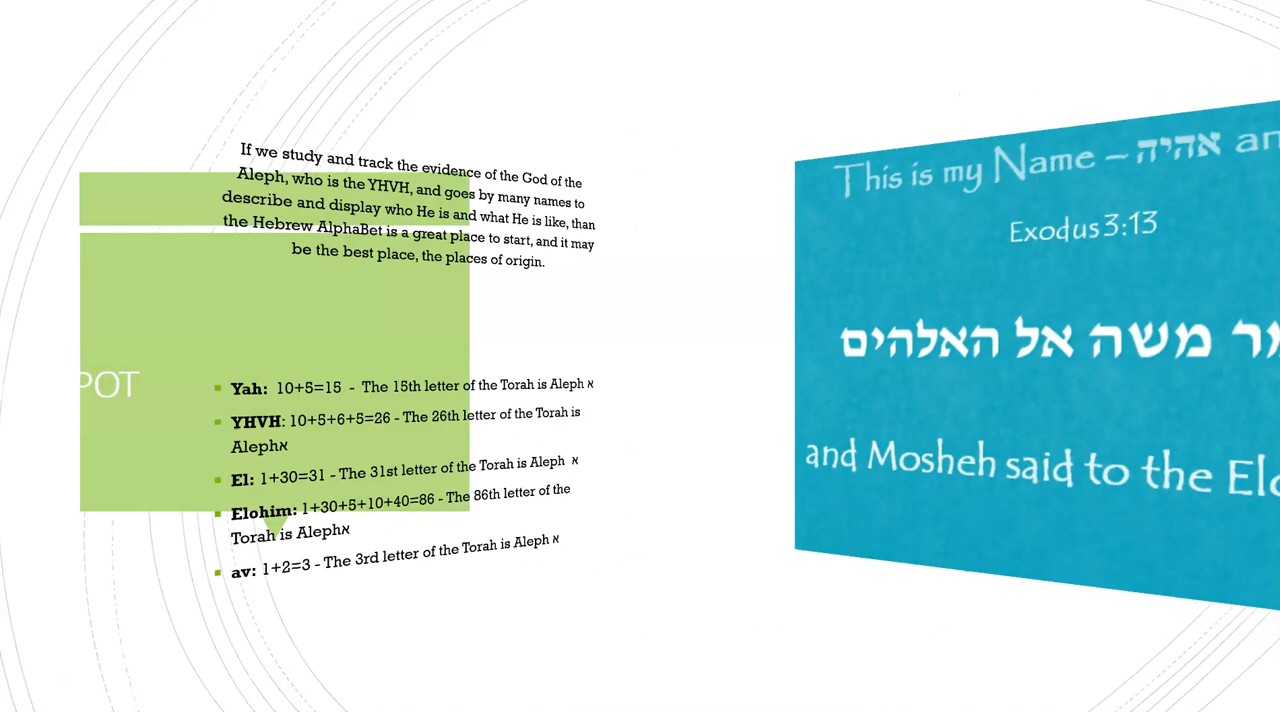 If we study and track the evidence of the God of the
Aleph, who is the YHVH, and goes by many names to
describe and display who He is and what He is like, than
the Hebrew AlphaBet is a great place to start, and it may
be the best place, the places of origin.
POT
Yah: 10+5=15 - The 15th letter of the Torah is Aleph א
YHVH: 10+5+6+5=26 - The 26th letter of the Torah is
Alephא
El: 1+30=31 - The 31st letter of the Torah is Aleph א
Elohim: 1+30+5+10+40=86 - The 86th letter of the
Torah is Alephא
av: 1+2=3 - The 3rd letter of the Torah is Aleph א
This is my Name – אהיה an
Exodus 3:13
משה אל האלהים
and Mosheh said to the Elo